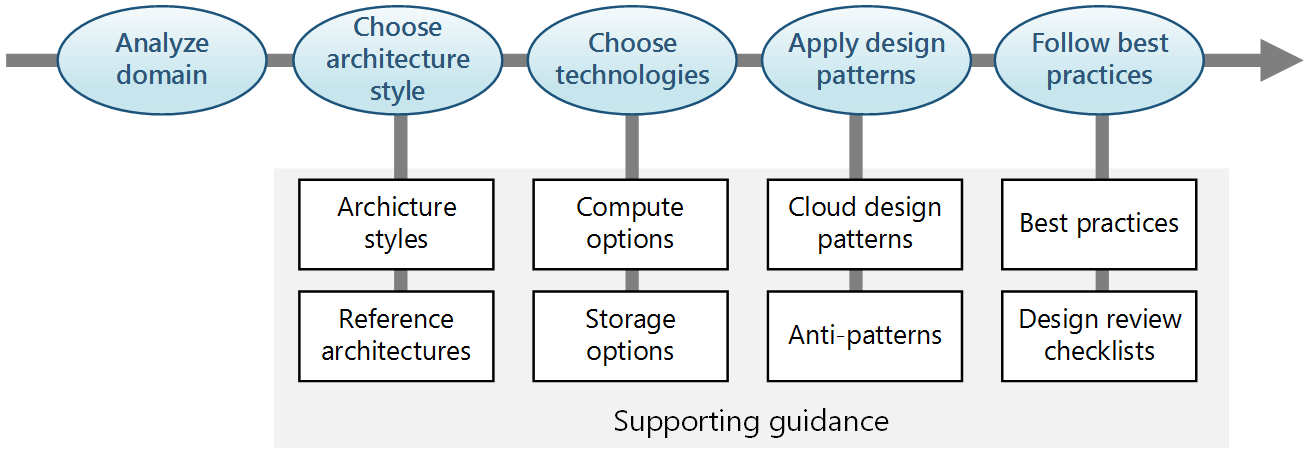 Analyze
domain
Choose
architecture
style
Choose
technologies
Apply design
patterns
Follow best
practices
Archicture
styles
Compute
options
Cloud design
patterns
Best practices
Reference
architectures
Storage
options
Anti-patterns
Design review
checklists
Supporting guidance